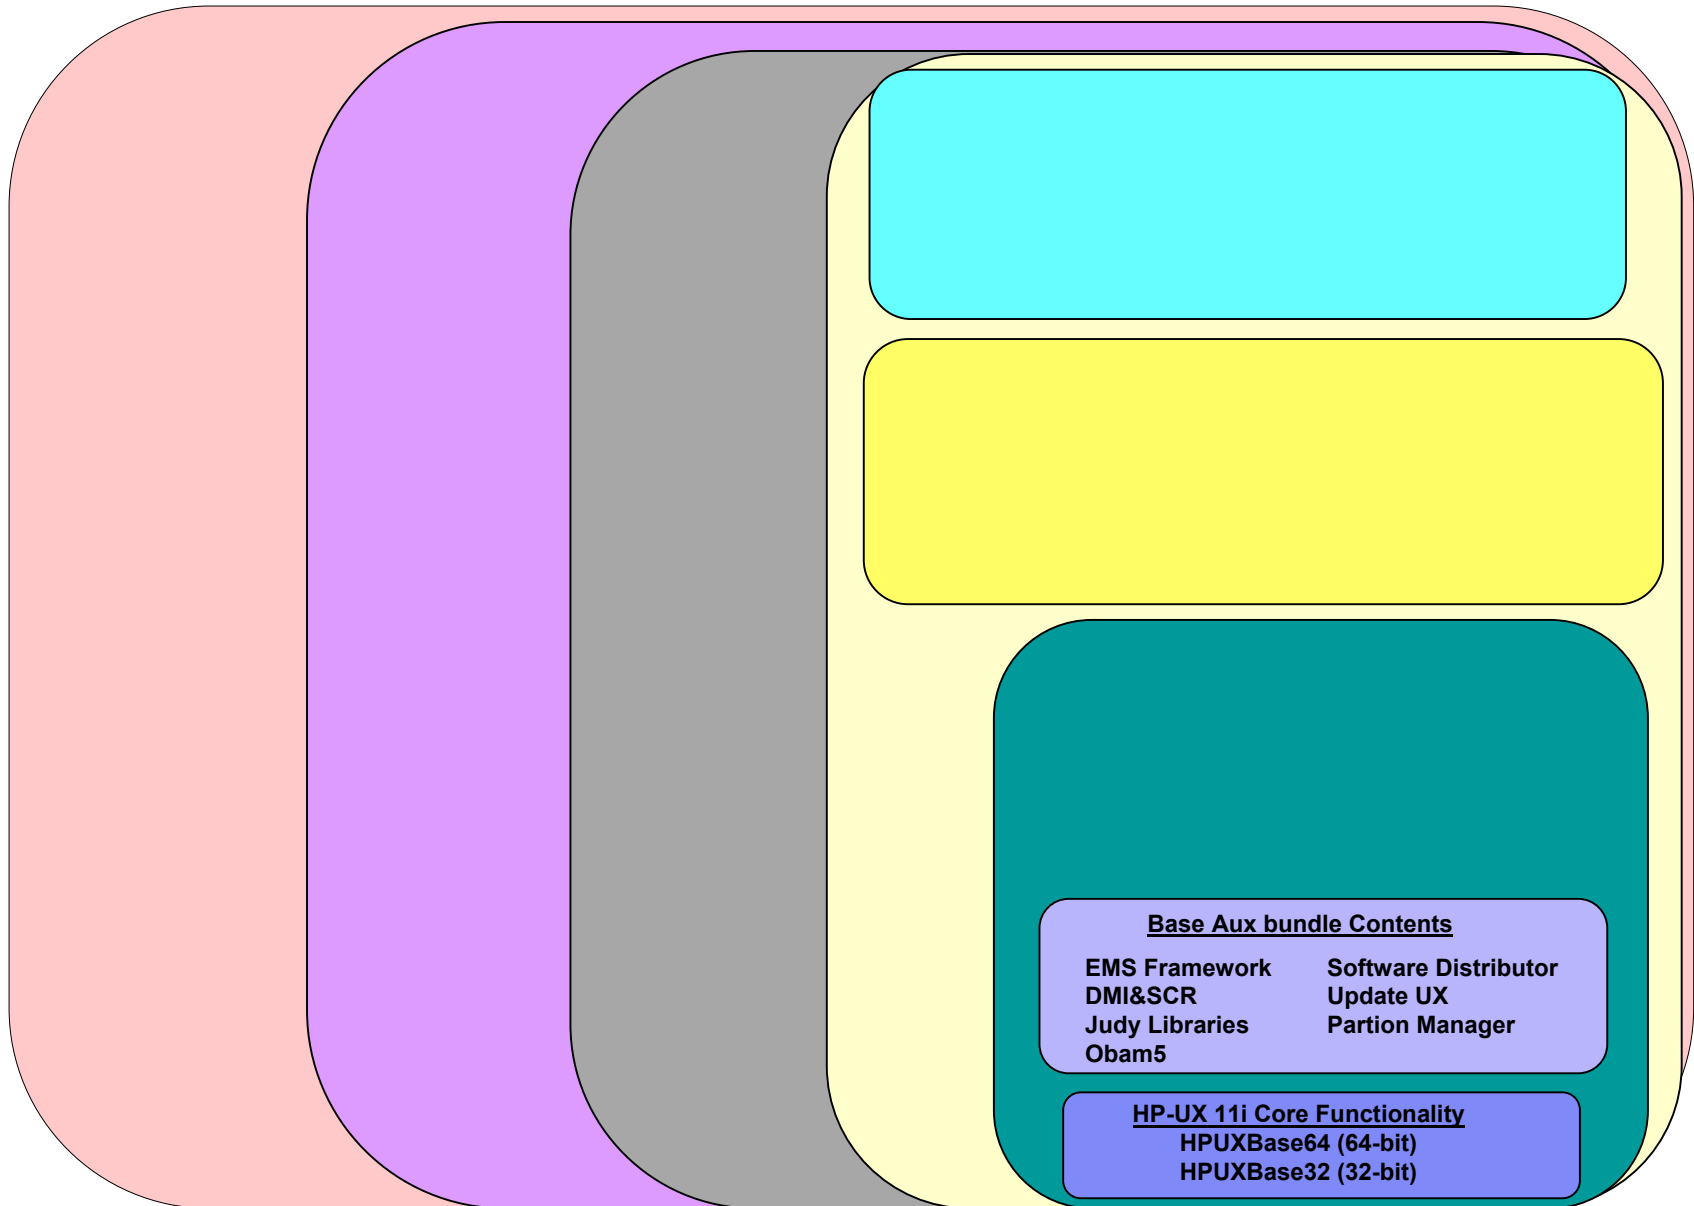 Base Aux bundle Contents
EMS Framework
DMI&SCR
Judy Libraries
Obam5
Software Distributor
Update UX
Partion Manager
HP-UX 11i Core Functionality
HPUXBase64 (64-bit)
HPUXBase32 (32-bit)